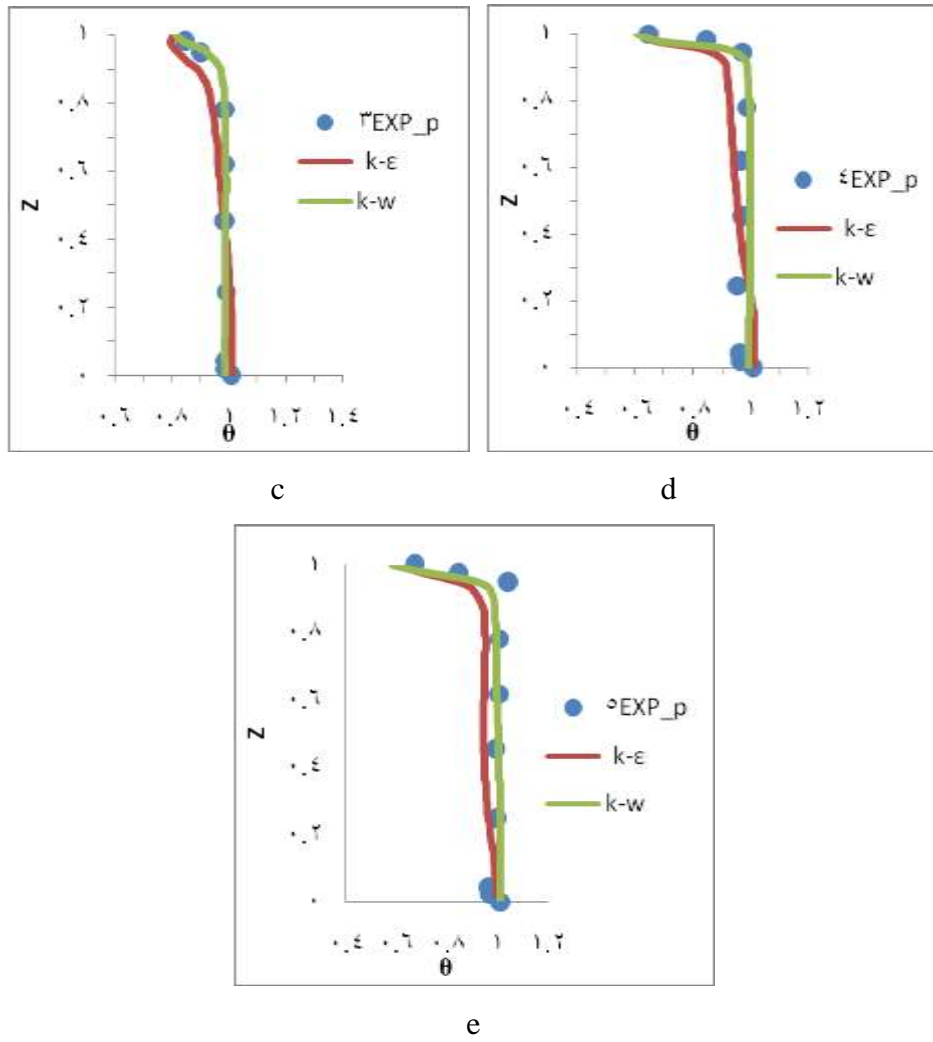 ١
٠.٨
٠.٦
٠.٤
٠.٢
٠
٠.٦ ٠.٨ ١ ١.٢ ١.٤
Z
θ
٣EXP_p
k-ε
k-w
c
١
٠.٨
٠.٦
٠.٤
٠.٢
٠
٠.٤ ٠.٦ ٠.٨ ١ ١.٢
Z
θ
٤EXP_p
k-ε
k-w
d
١
٠.٨
٠.٦
٠.٤
٠.٢
٠
٠.٤ ٠.٦ ٠.٨ ١ ١.٢
Z
θ
٥EXP_p
k-ε
k-w
e